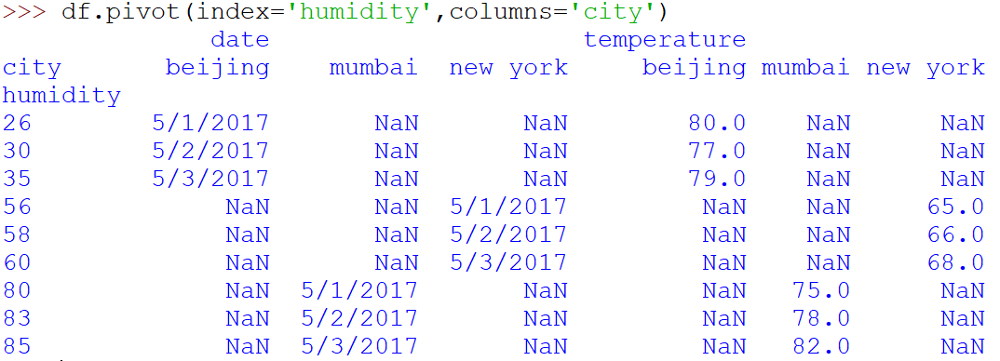 >>> df.pivot(index='humidity',columns='city')
date temperature
city beijing mumbai new york beijing mumbai new york
humidity
26 5/1/2017 NaN NaN 80.0 NaN NaN
30 5/2/2017 NaN NaN 77.0 NaN NaN
35 5/3/2017 NaN NaN 79.0 NaN NaN
56 NaN NaN 5/1/2017 NaN NaN 65.0
58 NaN NaN 5/2/2017 NaN NaN 66.0
60 NaN NaN 5/3/2017 NaN NaN 68.0
80 NaN 5/1/2017 NaN NaN 75.0 NaN
83 NaN 5/2/2017 NaN NaN 78.0 NaN
85 NaN 5/3/2017 NaN NaN 82.0 NaN